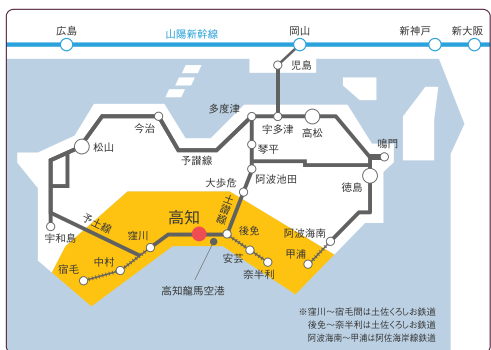 広島
山陽新幹線
岡山
新神戸
新大阪
児島
多度津
今治
宇多津
高松
松山
予讃線
琴平
鳴門
大歩危
阿波池田
徳島
土讃線
高知
予土線
宇和島
窪川
後免
阿波海南
中村
安芸
甲浦
宿毛
奈半利
高知龍馬空港
※窪川〜宿毛間は土佐くろしお鉄道
後免〜奈半利は土佐くろしお鉄道
阿波海南〜甲浦は阿佐海岸線鉄道